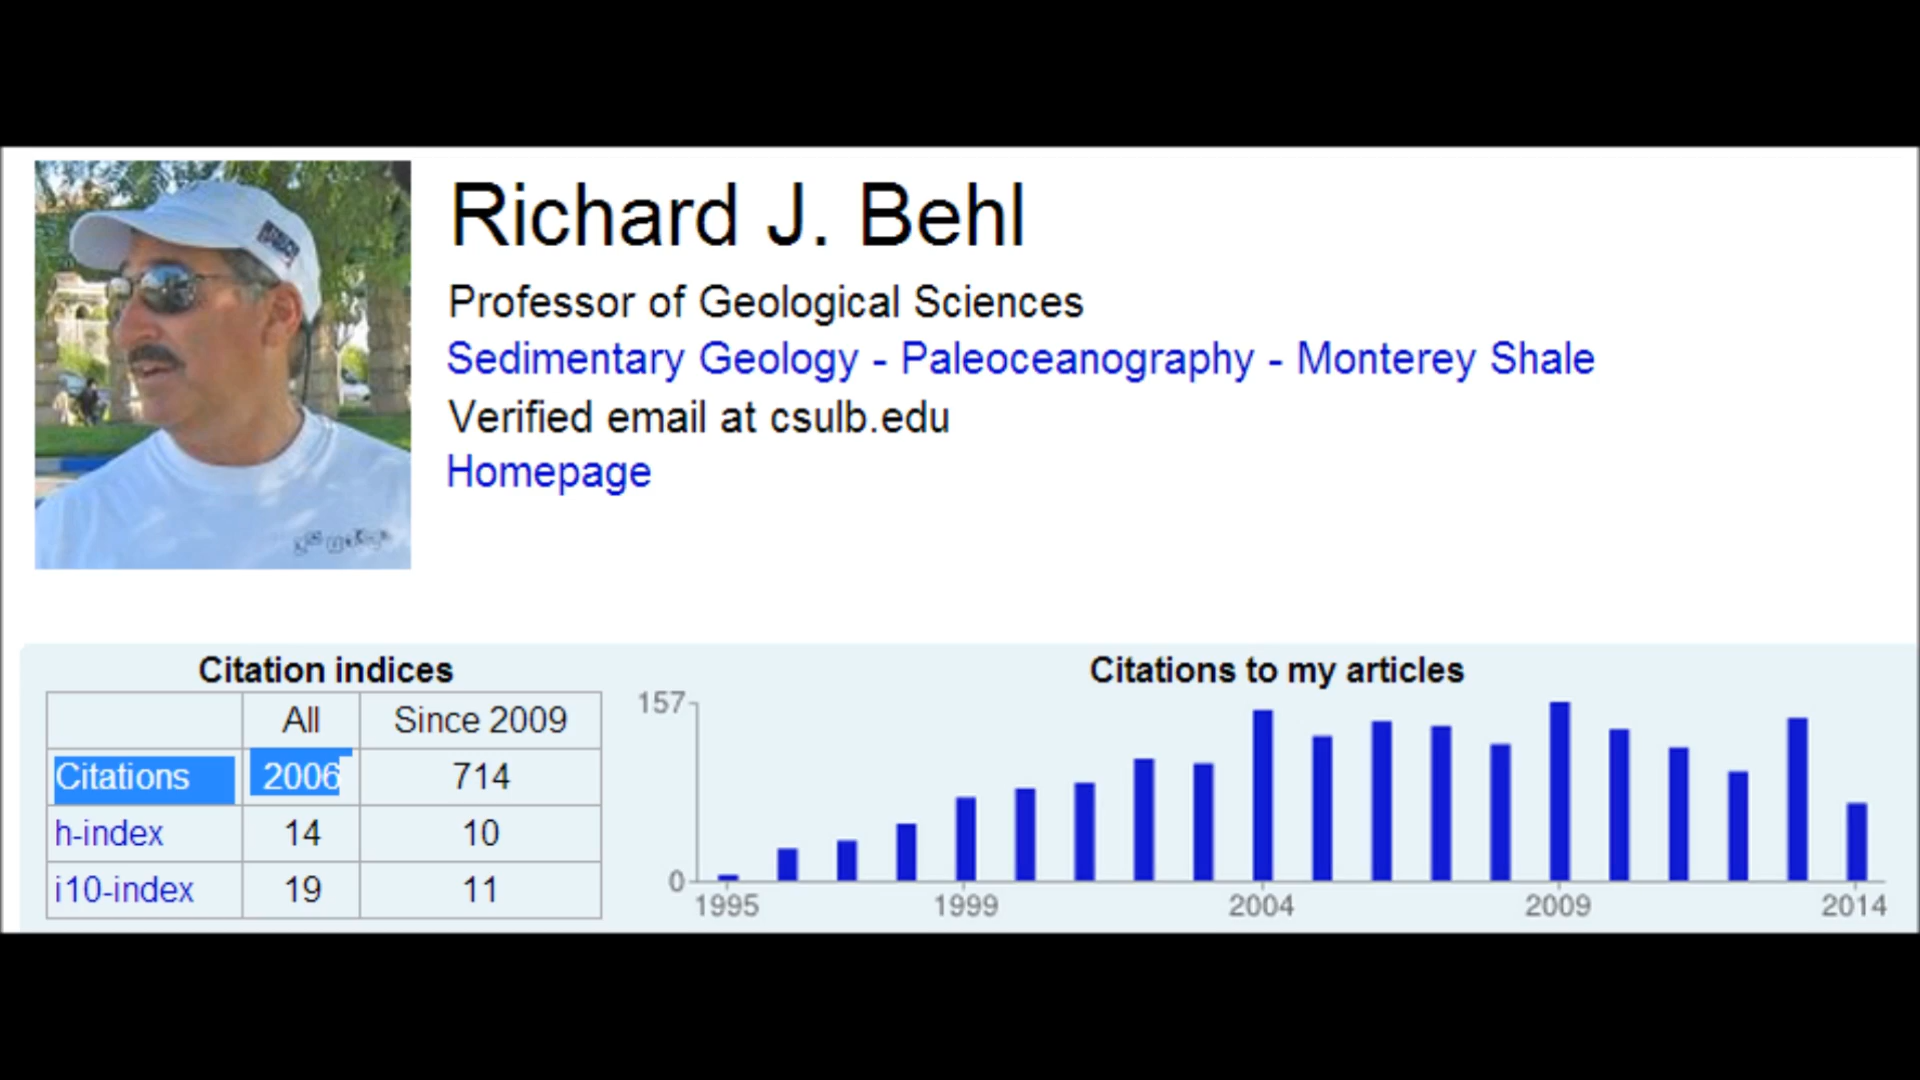 Richard J. Behl
Professor of Geological Sciences
Sedimentary Geology - Paleoceanography - Monterey Shale
Verified email at csulb.edu
Homepage
Citation indices
All Since 2009
Citations 2006 714
h-index 14 10
i10-index 19 11
Citations to my articles
157
0
1995 1999 2004 2009 2014